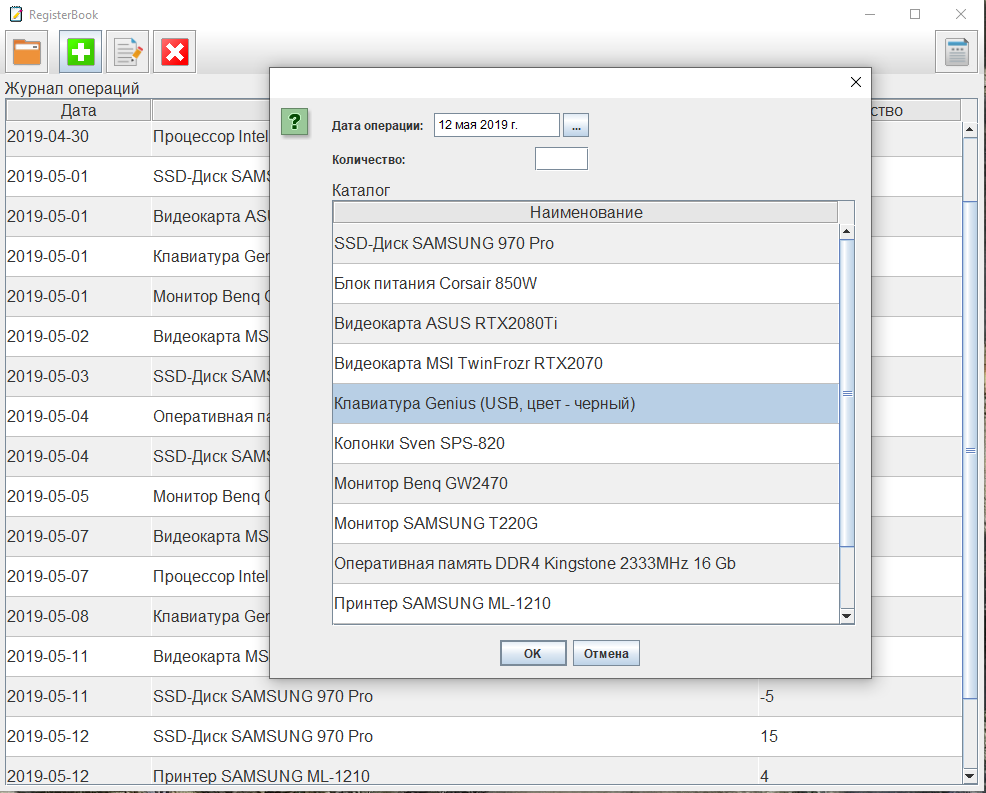 RegisterBook
Журнал операций
Дата
ство
2019-04-30 Процессор Intel
2019-05-01 SSD-Диск SAMS
2019-05-01 Видеокарта ASU
2019-05-01 Клавиатура Gen
2019-05-01 Монитор Benq G
2019-05-02 Видеокарта MS
2019-05-03 SSD-Диск SAMS
2019-05-04 Оперативная па
2019-05-04 SSD-Диск SAMS
2019-05-05 Монитор Benq G
2019-05-07 Видеокарта MS
2019-05-07 Процессор Intel
2019-05-08 Клавиатура Gen
2019-05-11 Видеокарта MS
2019-05-11 SSD-Диск SAMSUNG 970 Pro -5
2019-05-12 SSD-Диск SAMSUNG 970 Pro 15
2019-05-12 Принтер SAMSUNG ML-1210 4
?
Дата операции: 12 мая 2019 г. ...
Количество:
Каталог
Наименование
SSD-Диск SAMSUNG 970 Pro
Блок питания Corsair 850W
Видеокарта ASUS RTX2080Ti
Видеокарта MSI TwinFrozr RTX2070
Клавиатура Genius (USB, цвет - черный)
Колонки Sven SPS-820
Монитор Benq GW2470
Монитор SAMSUNG T220G
Оперативная память DDR4 Kingstone 2333MHz 16 Gb
Принтер SAMSUNG ML-1210
OK Отмена